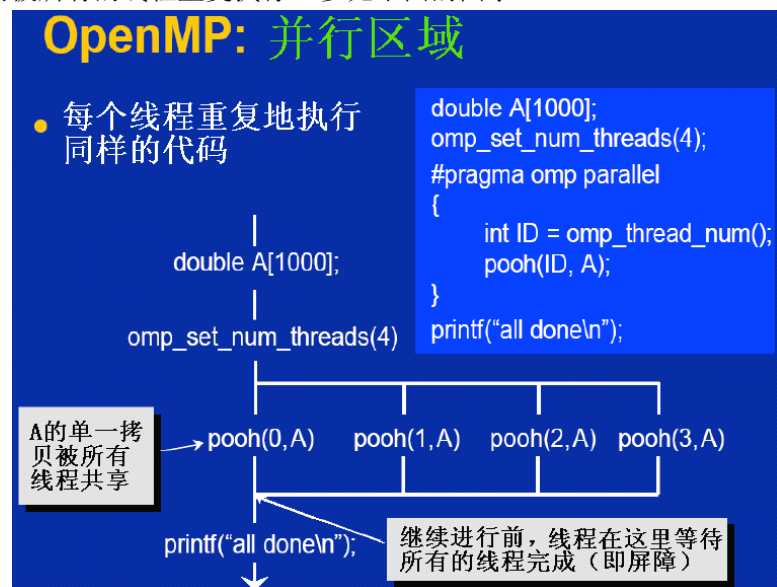 OpenMP: 并行区域
每个线程重复地执行
同样的代码
double A[1000];
omp_set_num_threads(4);
#pragma omp parallel
{
int ID = omp_thread_num();
pooh(ID, A);
}
printf(“all done\n”);
double A[1000];
omp_set_num_threads(4)
A的单一拷
贝被所有
线程共享
pooh(0,A) pooh(1,A) pooh(2,A) pooh(3,A)
printf(“all done\n”);
继续进行前，线程在这里等待
所有的线程完成（即屏障）